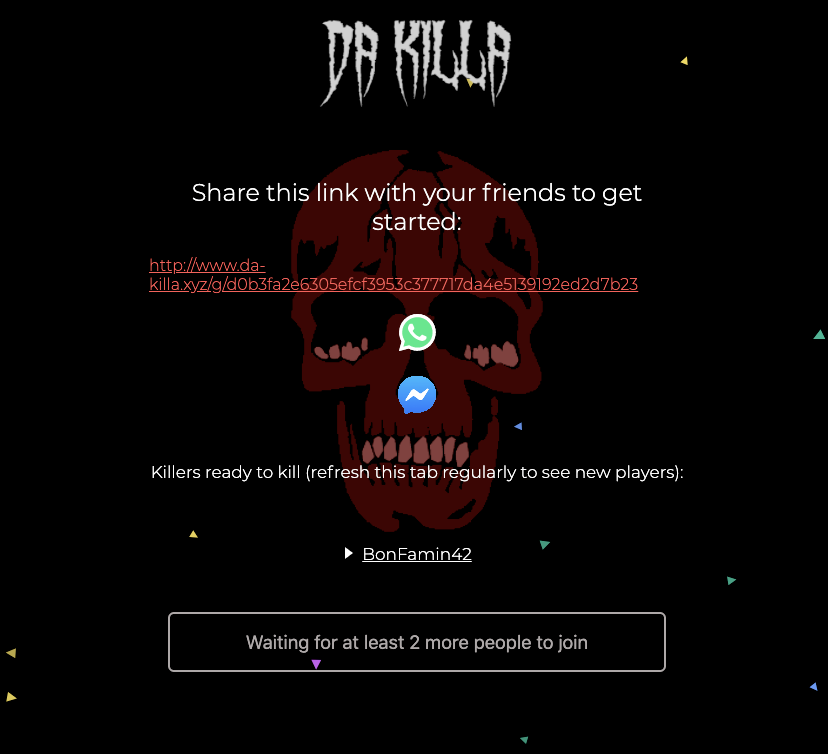 DA KILLA
Share this link with your friends to get
started:
http://www.da-
killa.xyz/g/d0b3fa2e6305efcf3953c377717da4e5139192ed2d7b23
Killers ready to kill (refresh this tab regularly to see new players):
BonFamin42
Waiting for at least 2 more people to join